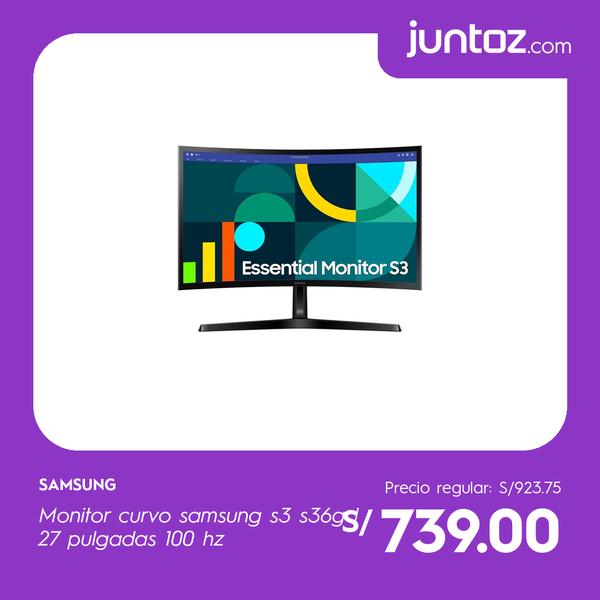 juntoz.com
Essential Monitor S3
SAMSUNG
Monitor curvo samsung s3 s36gd
27 pulgadas 100 hz
Precio regular: S/923.75
S/ 739.00